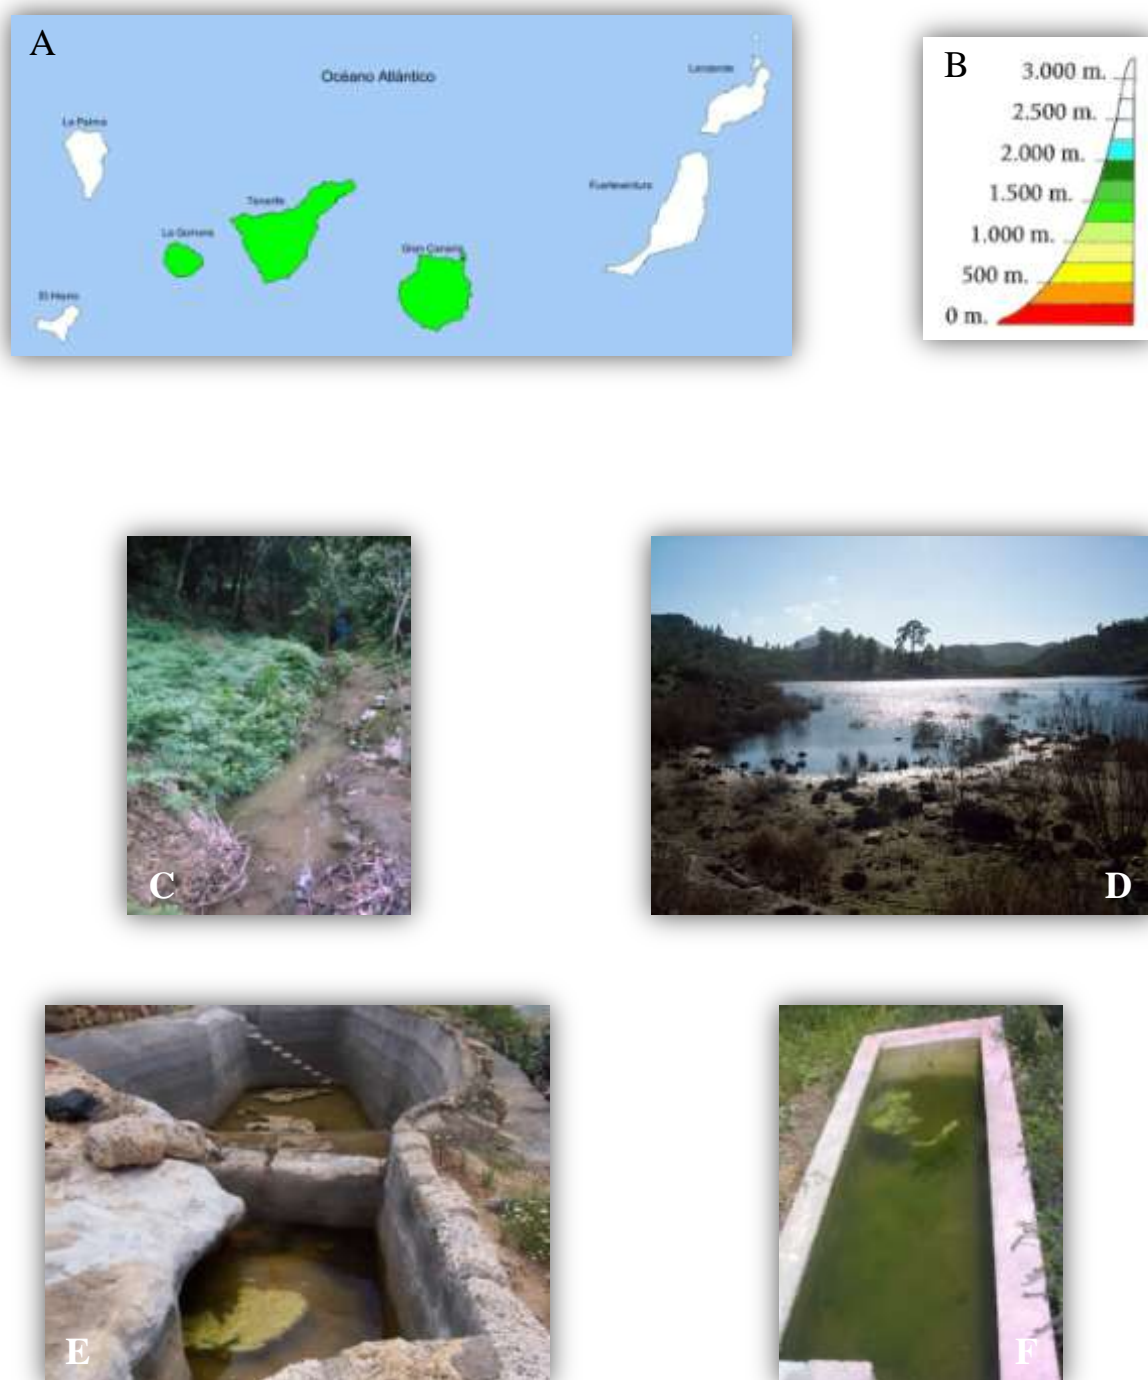 A
Océano Atlántico
Lanzarote
La Palma
Fuerteventura
Tenerife
La Gomera
Gran Canaria
El Hierro
B
3.000 m.
2.500 m.
2.000 m.
1.500 m.
1.000 m.
500 m.
0 m.
C
D
E
F